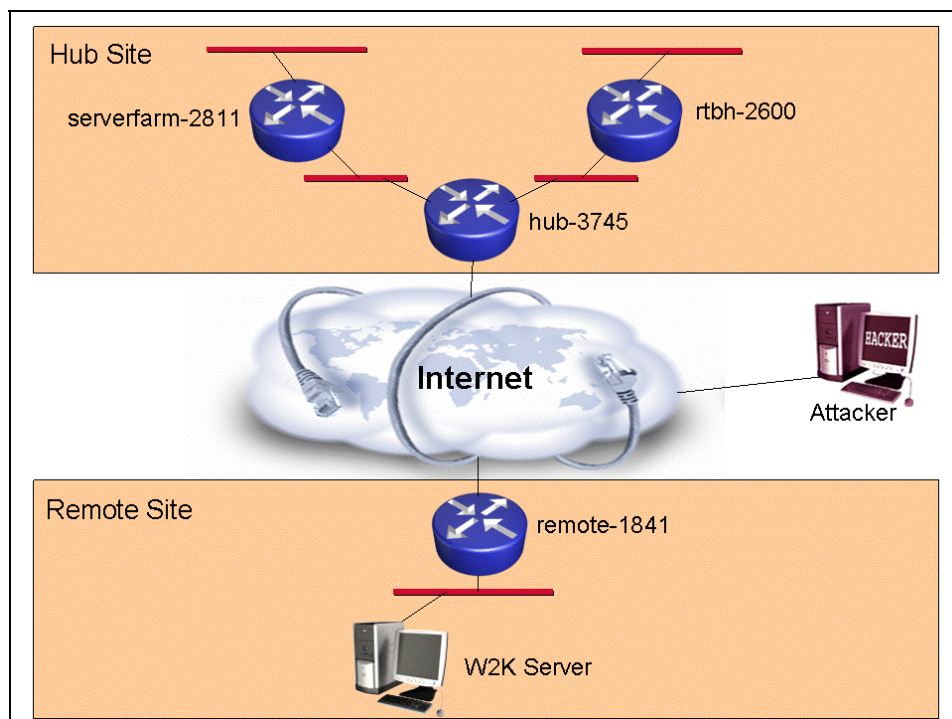 Hub Site
serverfarm-2811
rtbh-2600
hub-3745
Internet
HACKER
Attacker
Remote Site
remote-1841
W2K Server